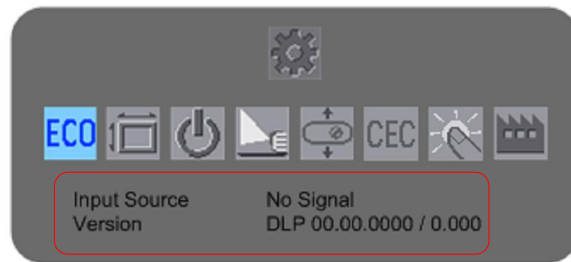 ECO CEC
Input Source No Signal
Version DLP 00.00.0000 / 0.000